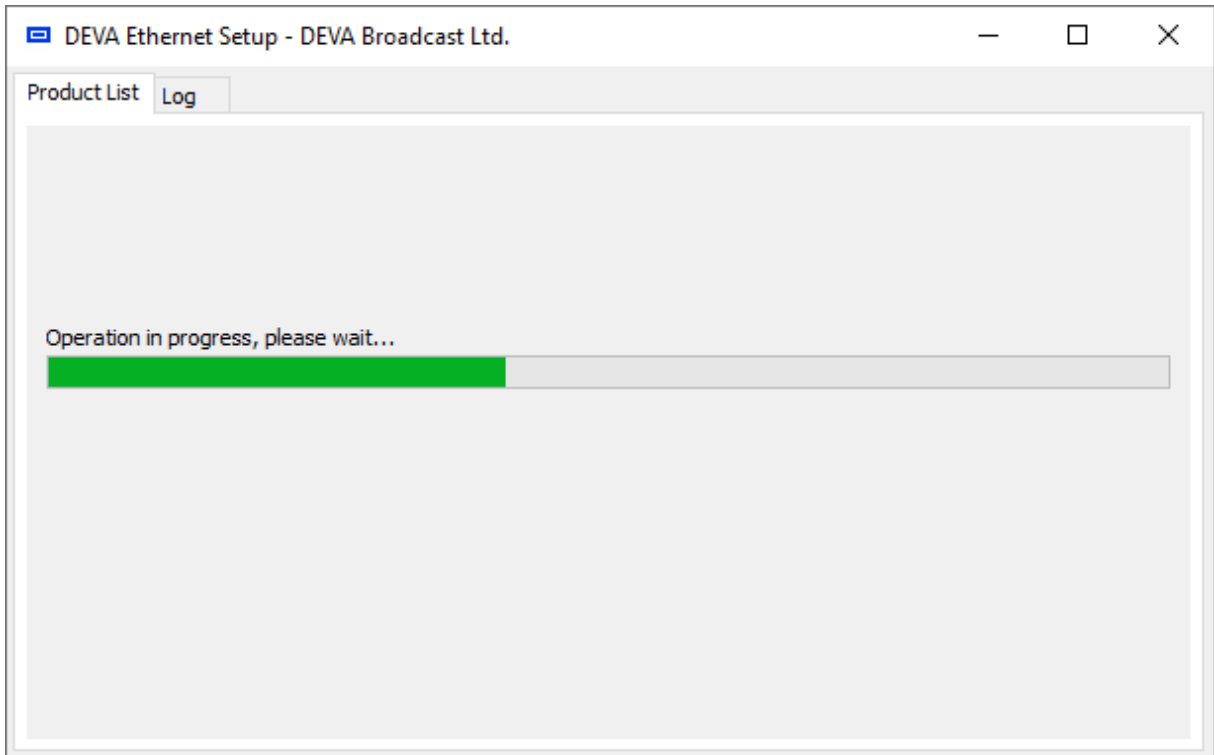 DEVA Ethernet Setup - DEVA Broadcast Ltd.
Product List Log
Operation in progress, please wait...